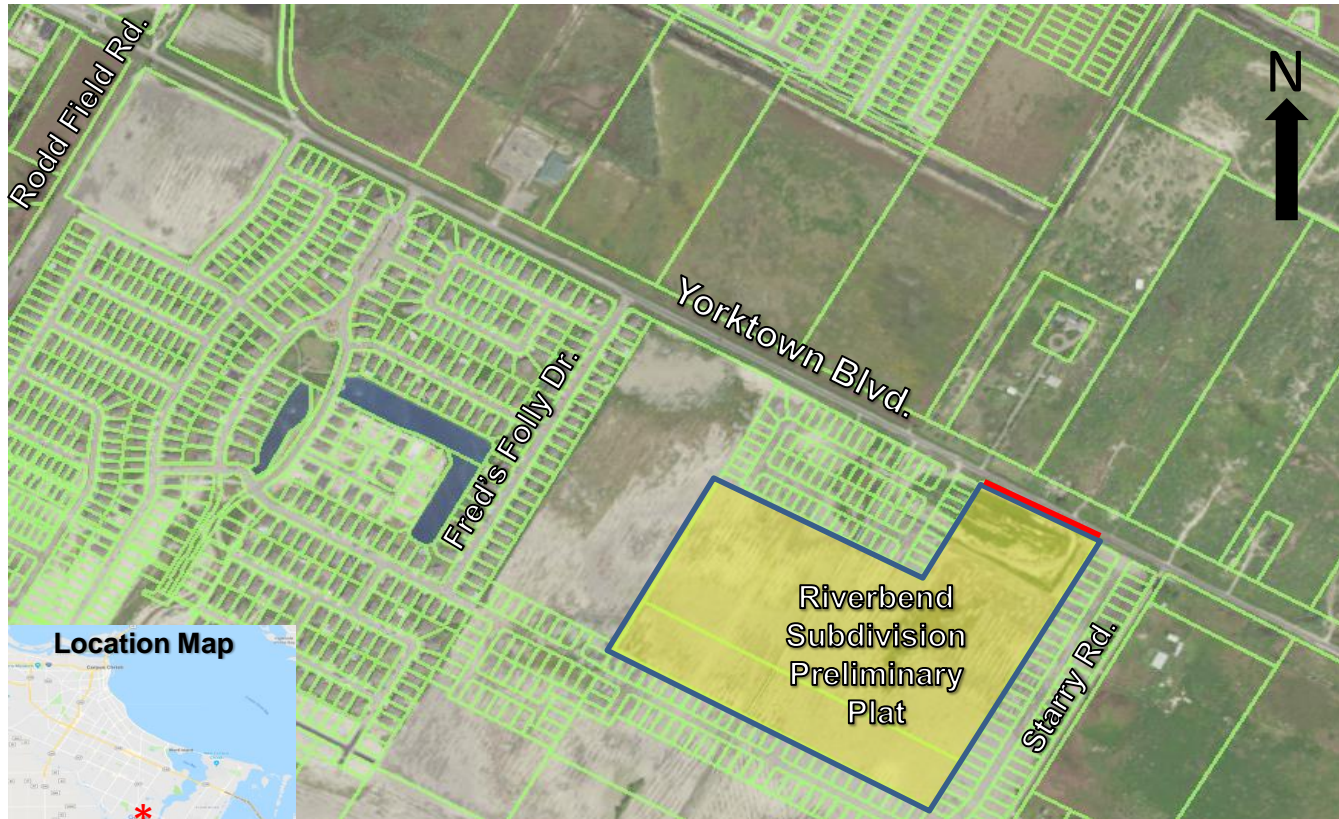 Rodd Field Rd.
N
Yorktown Blvd.
Fred's Folly Dr.
Riverbend
Subdivision
Preliminary
Plat
Starry Rd.
Location Map
Corpus Christi
*